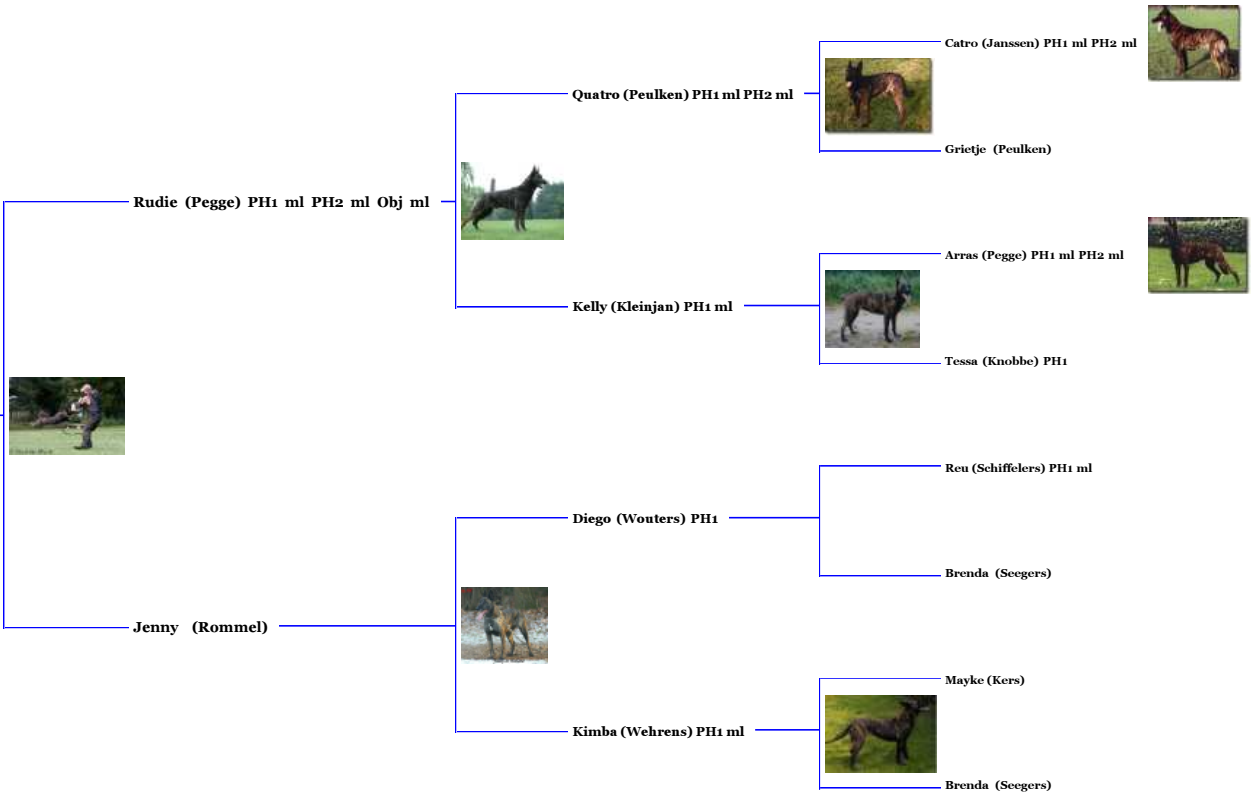 Catro (Janssen) PH1 ml PH2 ml
Quatro (Peulken) PH1 ml PH2 ml
Grietje (Peulken)
Rudie (Pegge) PH1 ml PH2 ml Obj ml
Arras (Pegge) PH1 ml PH2 ml
Kelly (Kleinjan) PH1 ml
Tessa (Knobbe) PH1
Reu (Schiffelers) PH1 ml
Diego (Wouters) PH1
Brenda (Seegers)
Jenny (Rommel)
Mayke (Kers)
Kimba (Wehrens) PH1 ml
Brenda (Seegers)